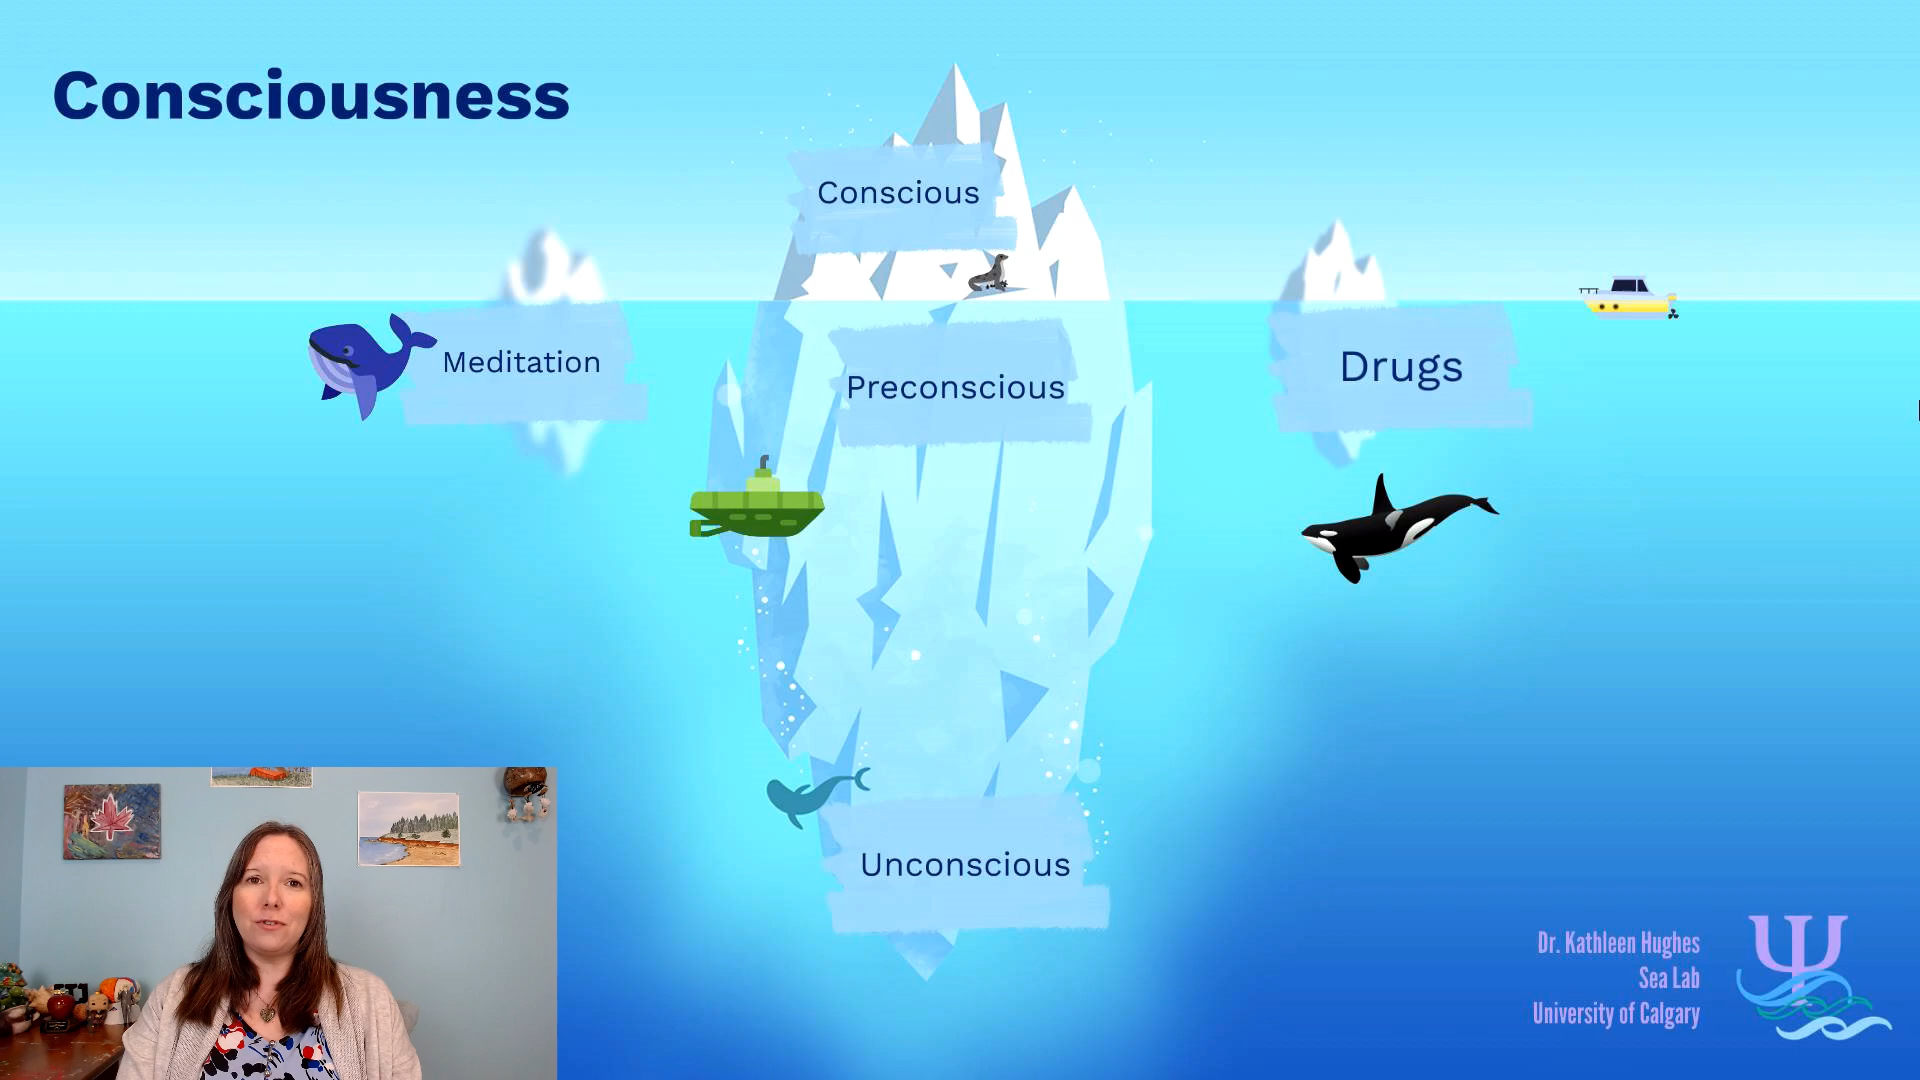 Consciousness
Conscious
Meditation
Preconscious
Drugs
Unconscious
Dr. Kathleen Hughes
Sea Lab
University of Calgary